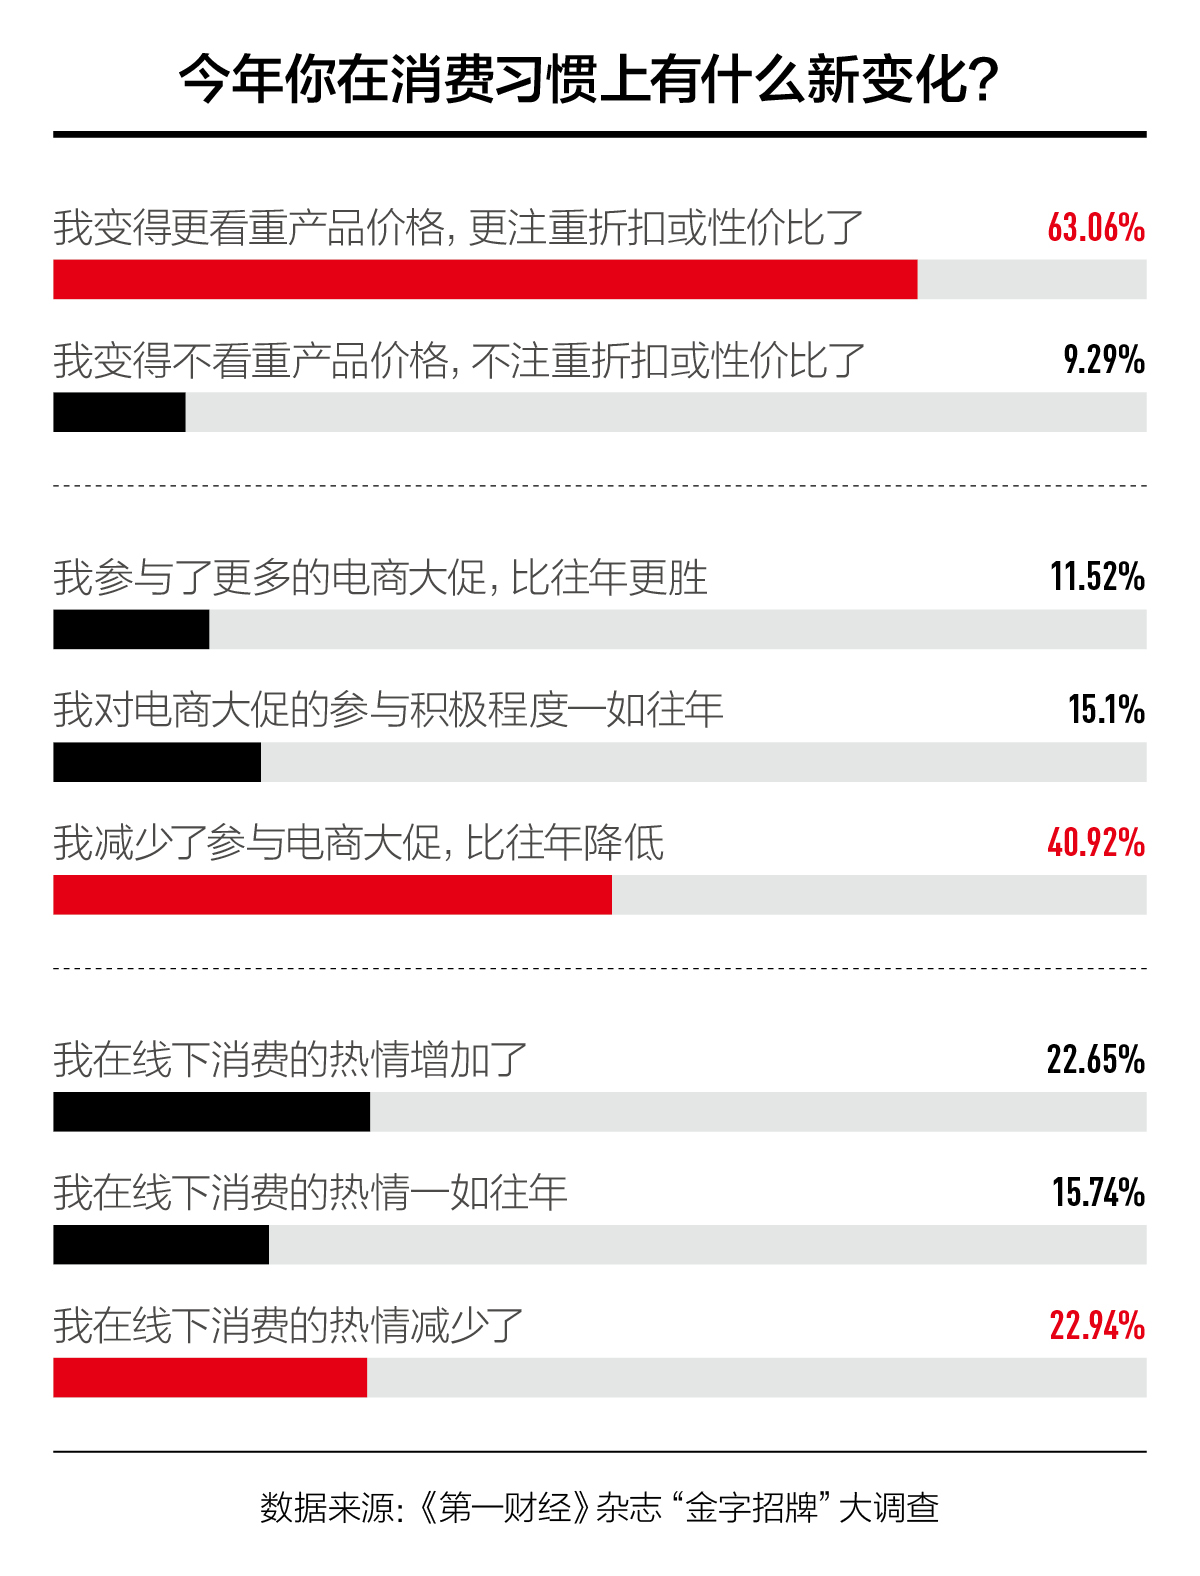 今年你在消费习惯上有什么新变化?
我变得更看重产品价格，更注重折扣或性价比了 63.06%
我变得不看重产品价格，不注重折扣或性价比了 9.29%
我参与了更多的电商大促，比往年更胜 11.52%
我对电商大促的参与积极程度一如往年 15.1%
我减少了参与电商大促，比往年降低 40.92%
我在线下消费的热情增加了 22.65%
我在线下消费的热情一如往年 15.74%
我在线下消费的热情减少了 22.94%
数据来源:《第一财经》杂志“金字招牌”大调查